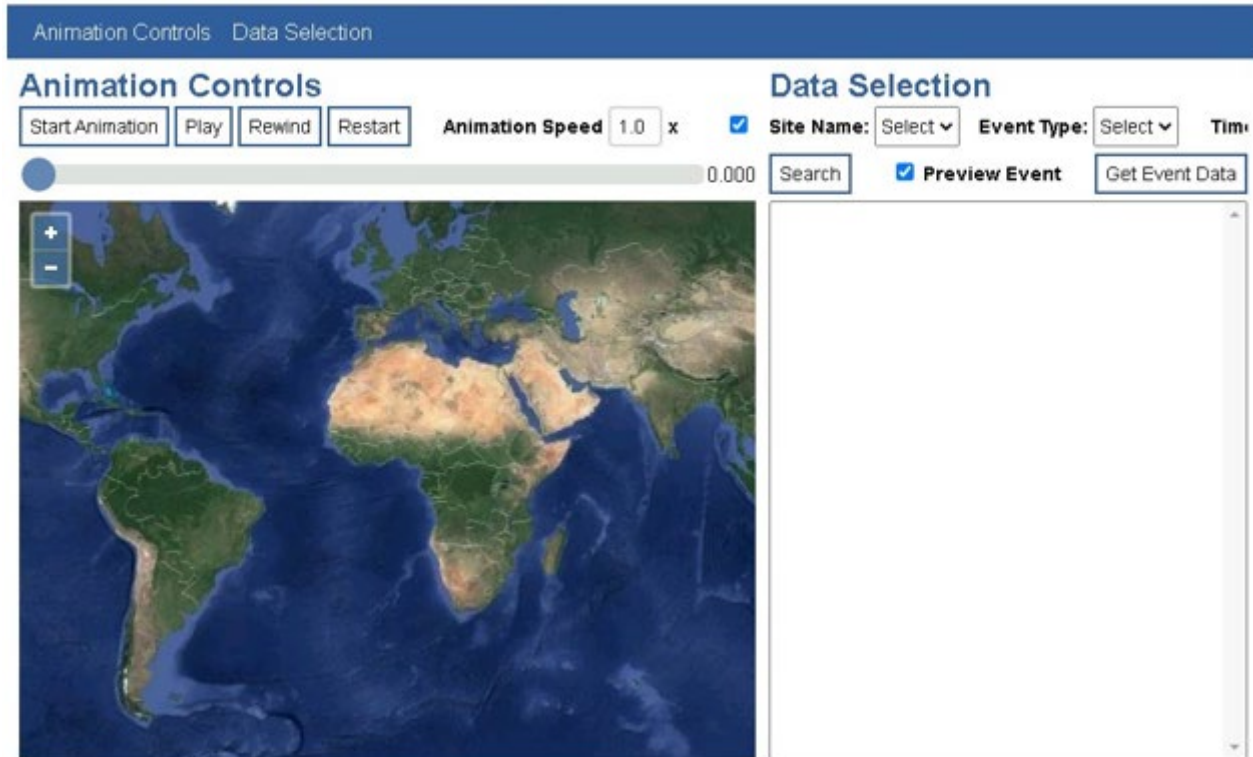 Animation Controls Data Selection
Animation Controls
Start Animation Play Rewind Restart Animation Speed 1.0 x
0.000
+
−
Data Selection
Site Name: Select Event Type: Select Tim
Search Preview Event Get Event Data